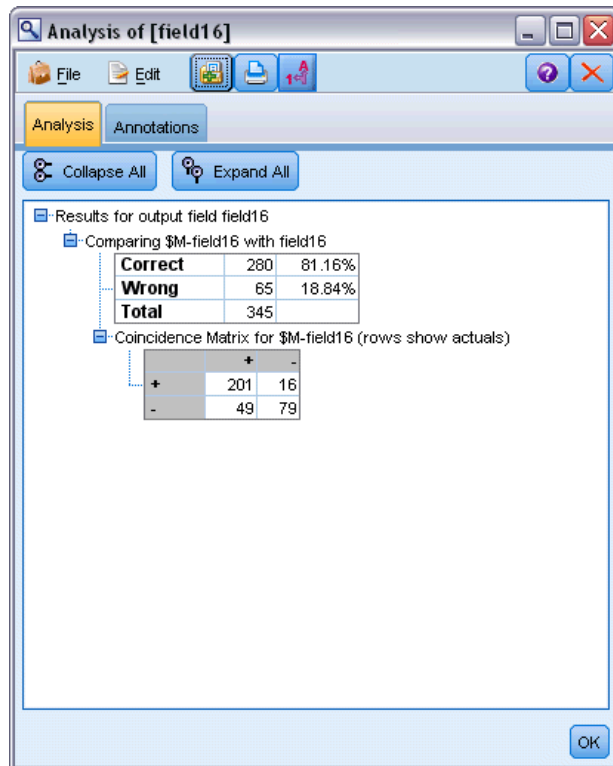 Analysis of [field16]
File Edit
Analysis Annotations
Collapse All Expand All
Results for output field field16
Comparing $M-field16 with field16
Correct 280 81.16%
Wrong 65 18.84%
Total 345
Coincidence Matrix for $M-field16 (rows show actuals)
+ -
+ 201 16
- 49 79
OK